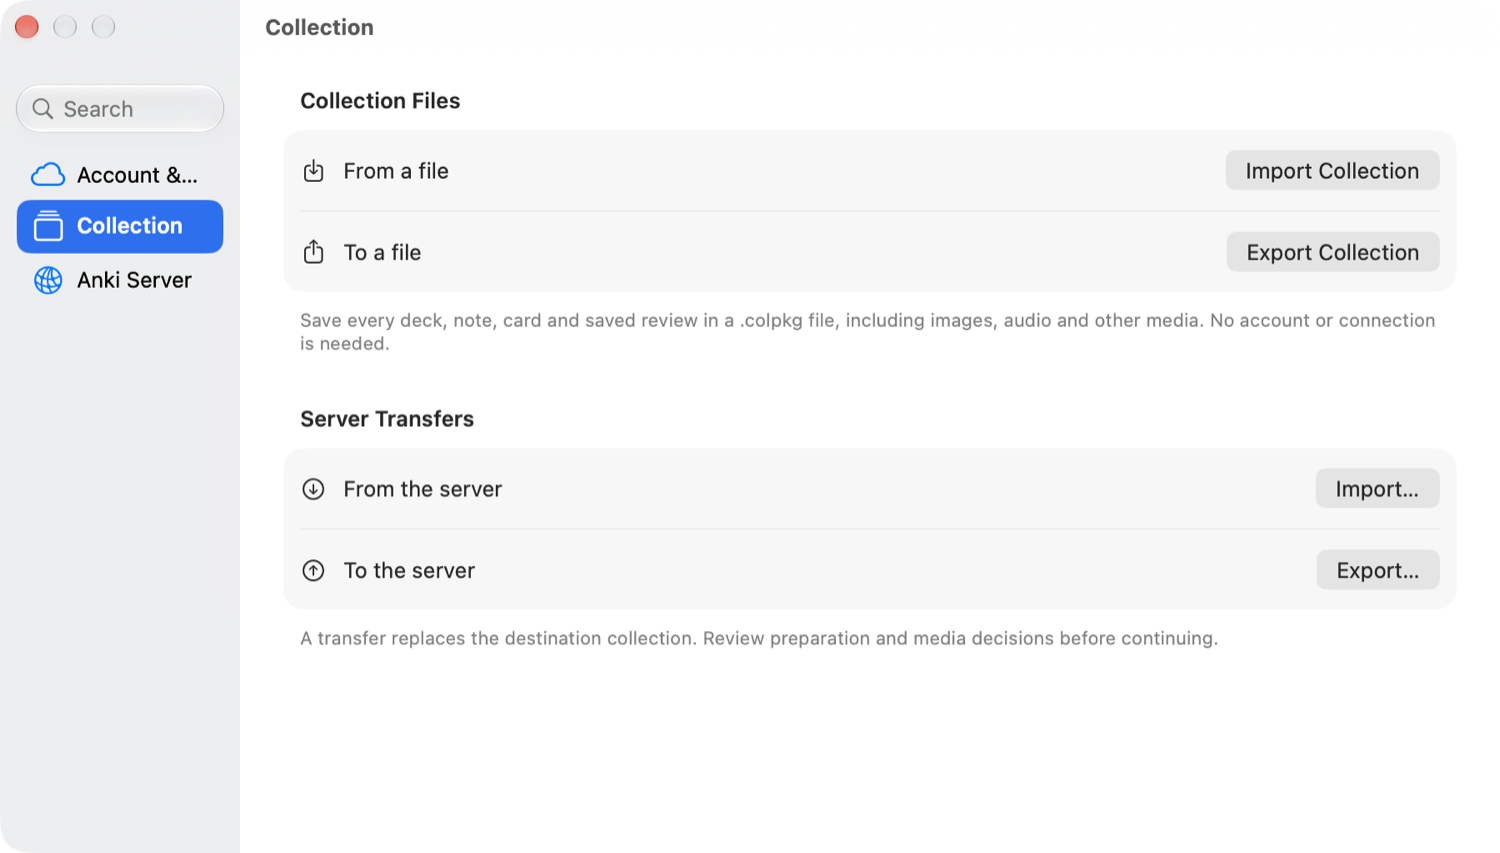 Collection
Search
Account &...
Collection
Anki Server
Collection Files
From a file
Import Collection
To a file
Export Collection
Save every deck, note, card and saved review in a .colpkg file, including images, audio and other media. No account or connection
is needed.
Server Transfers
From the server
Import...
To the server
Export...
A transfer replaces the destination collection. Review preparation and media decisions before continuing.